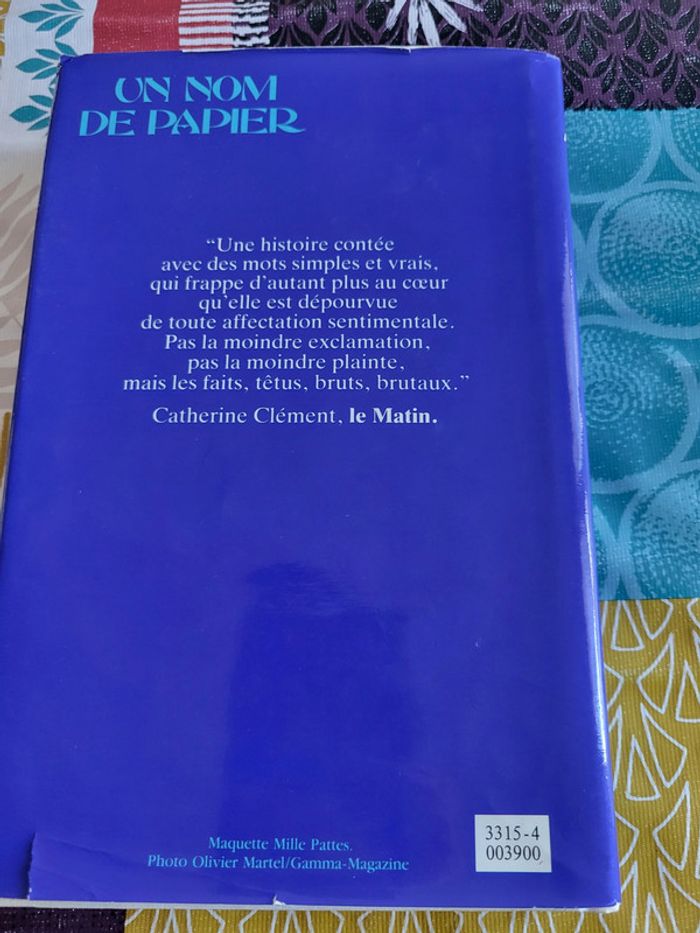 UN NOM
DE PAPIER
“Une histoire contée
avec des mots simples et vrais,
qui frappe d’autant plus au cœur
qu’elle est dépourvue
de toute affectation sentimentale.
Pas la moindre exclamation,
pas la moindre plainte,
mais les faits, têtus, bruts, brutaux.”
Catherine Clément, le Matin.
Maquette Mille Pattes.
Photo Olivier Martel/Gamma-Magazine
3315-4
003900